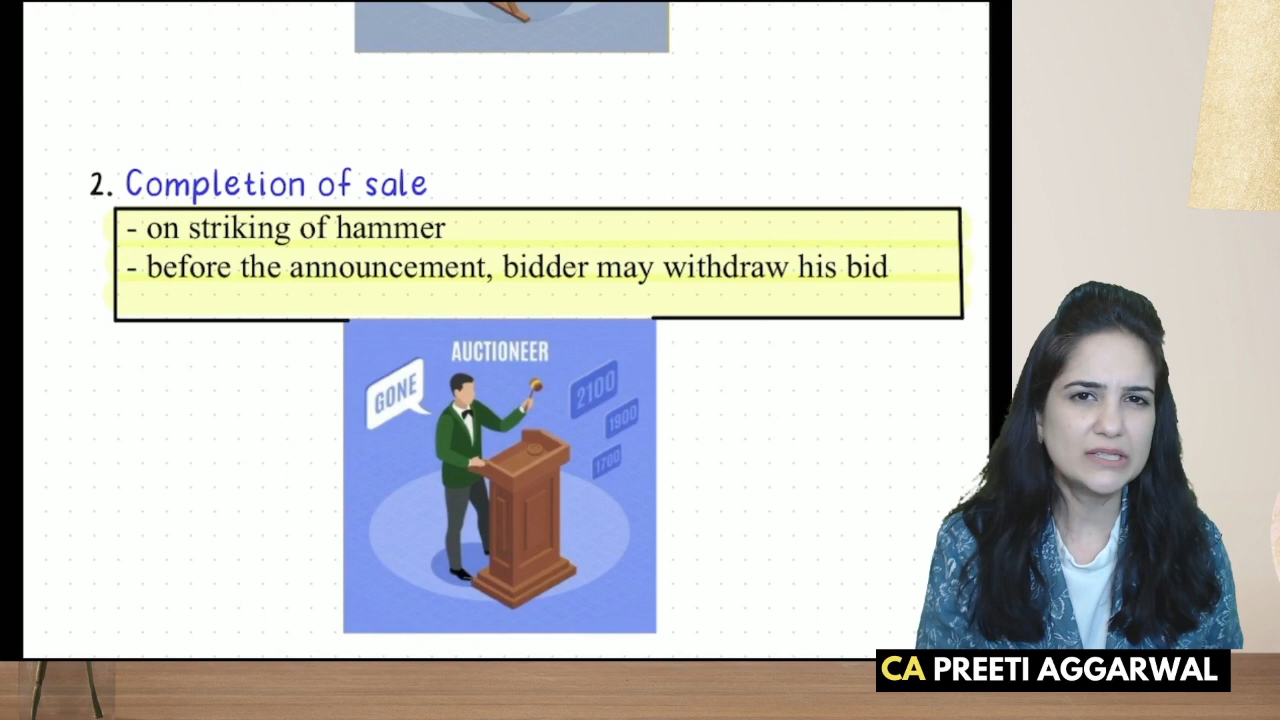 2. Completion of sale
- on striking of hammer
- before the announcement, bidder may withdraw his bid
AUCTIONEER
GONE
2100
1900
1700
CA PREETI AGGARWAL